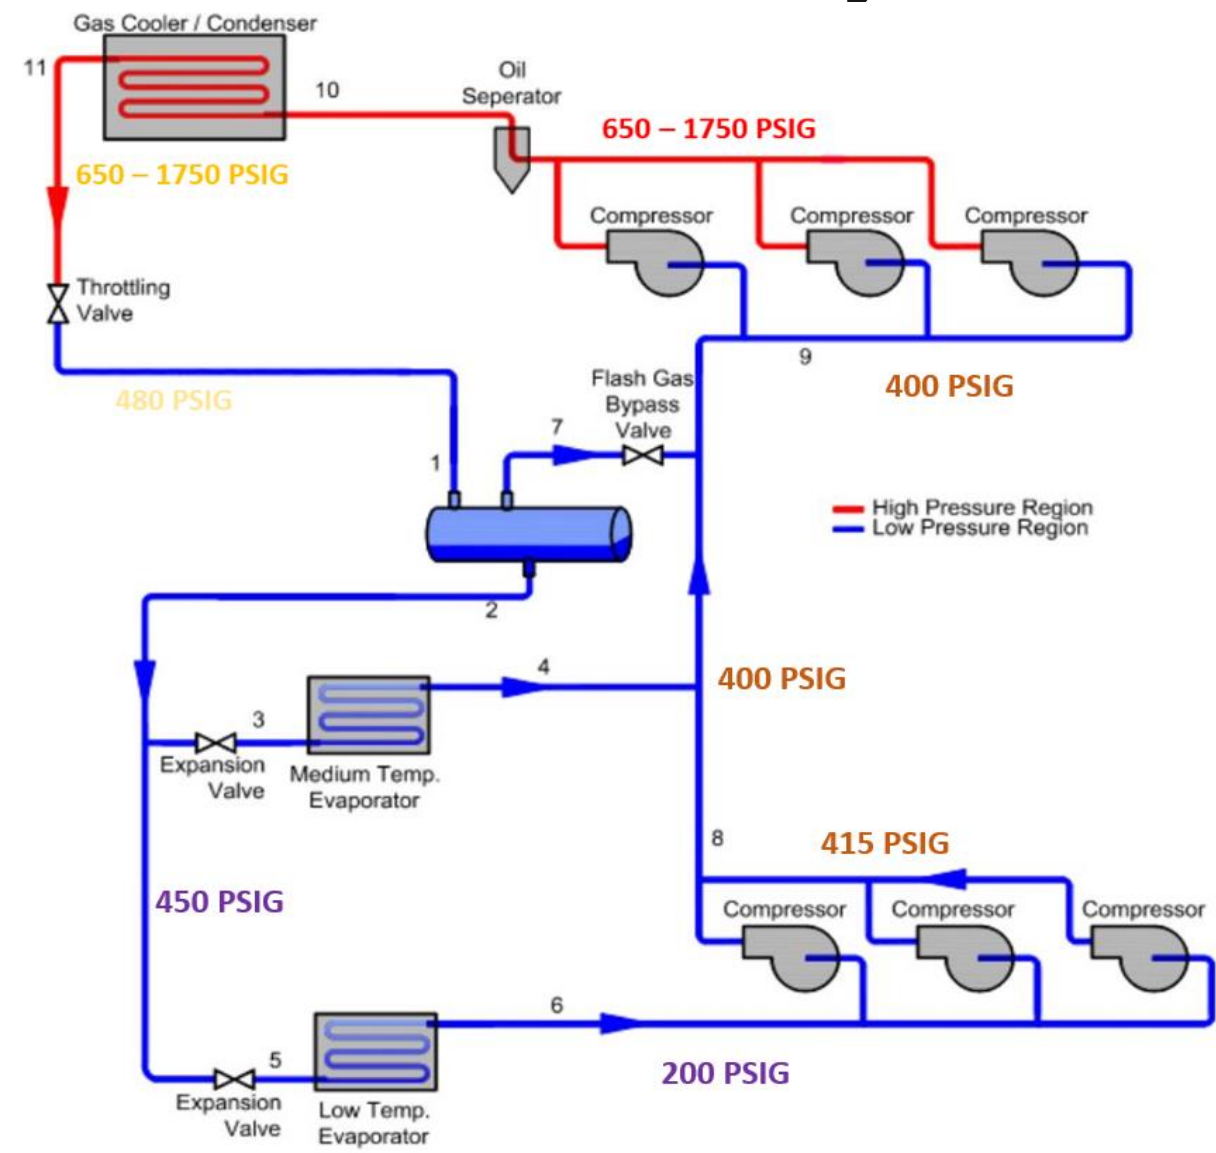 Gas Cooler / Condenser
11
10
Oil
Seperator
650 – 1750 PSIG
650 – 1750 PSIG
Compressor
Compressor
Compressor
Throttling
Valve
9
480 PSIG
400 PSIG
Flash Gas
Bypass
Valve
7
1
High Pressure Region
Low Pressure Region
2
4
400 PSIG
3
Expansion
Valve
Medium Temp.
Evaporator
8
415 PSIG
450 PSIG
Compressor
Compressor
Compressor
6
5
200 PSIG
Expansion
Valve
Low Temp.
Evaporator